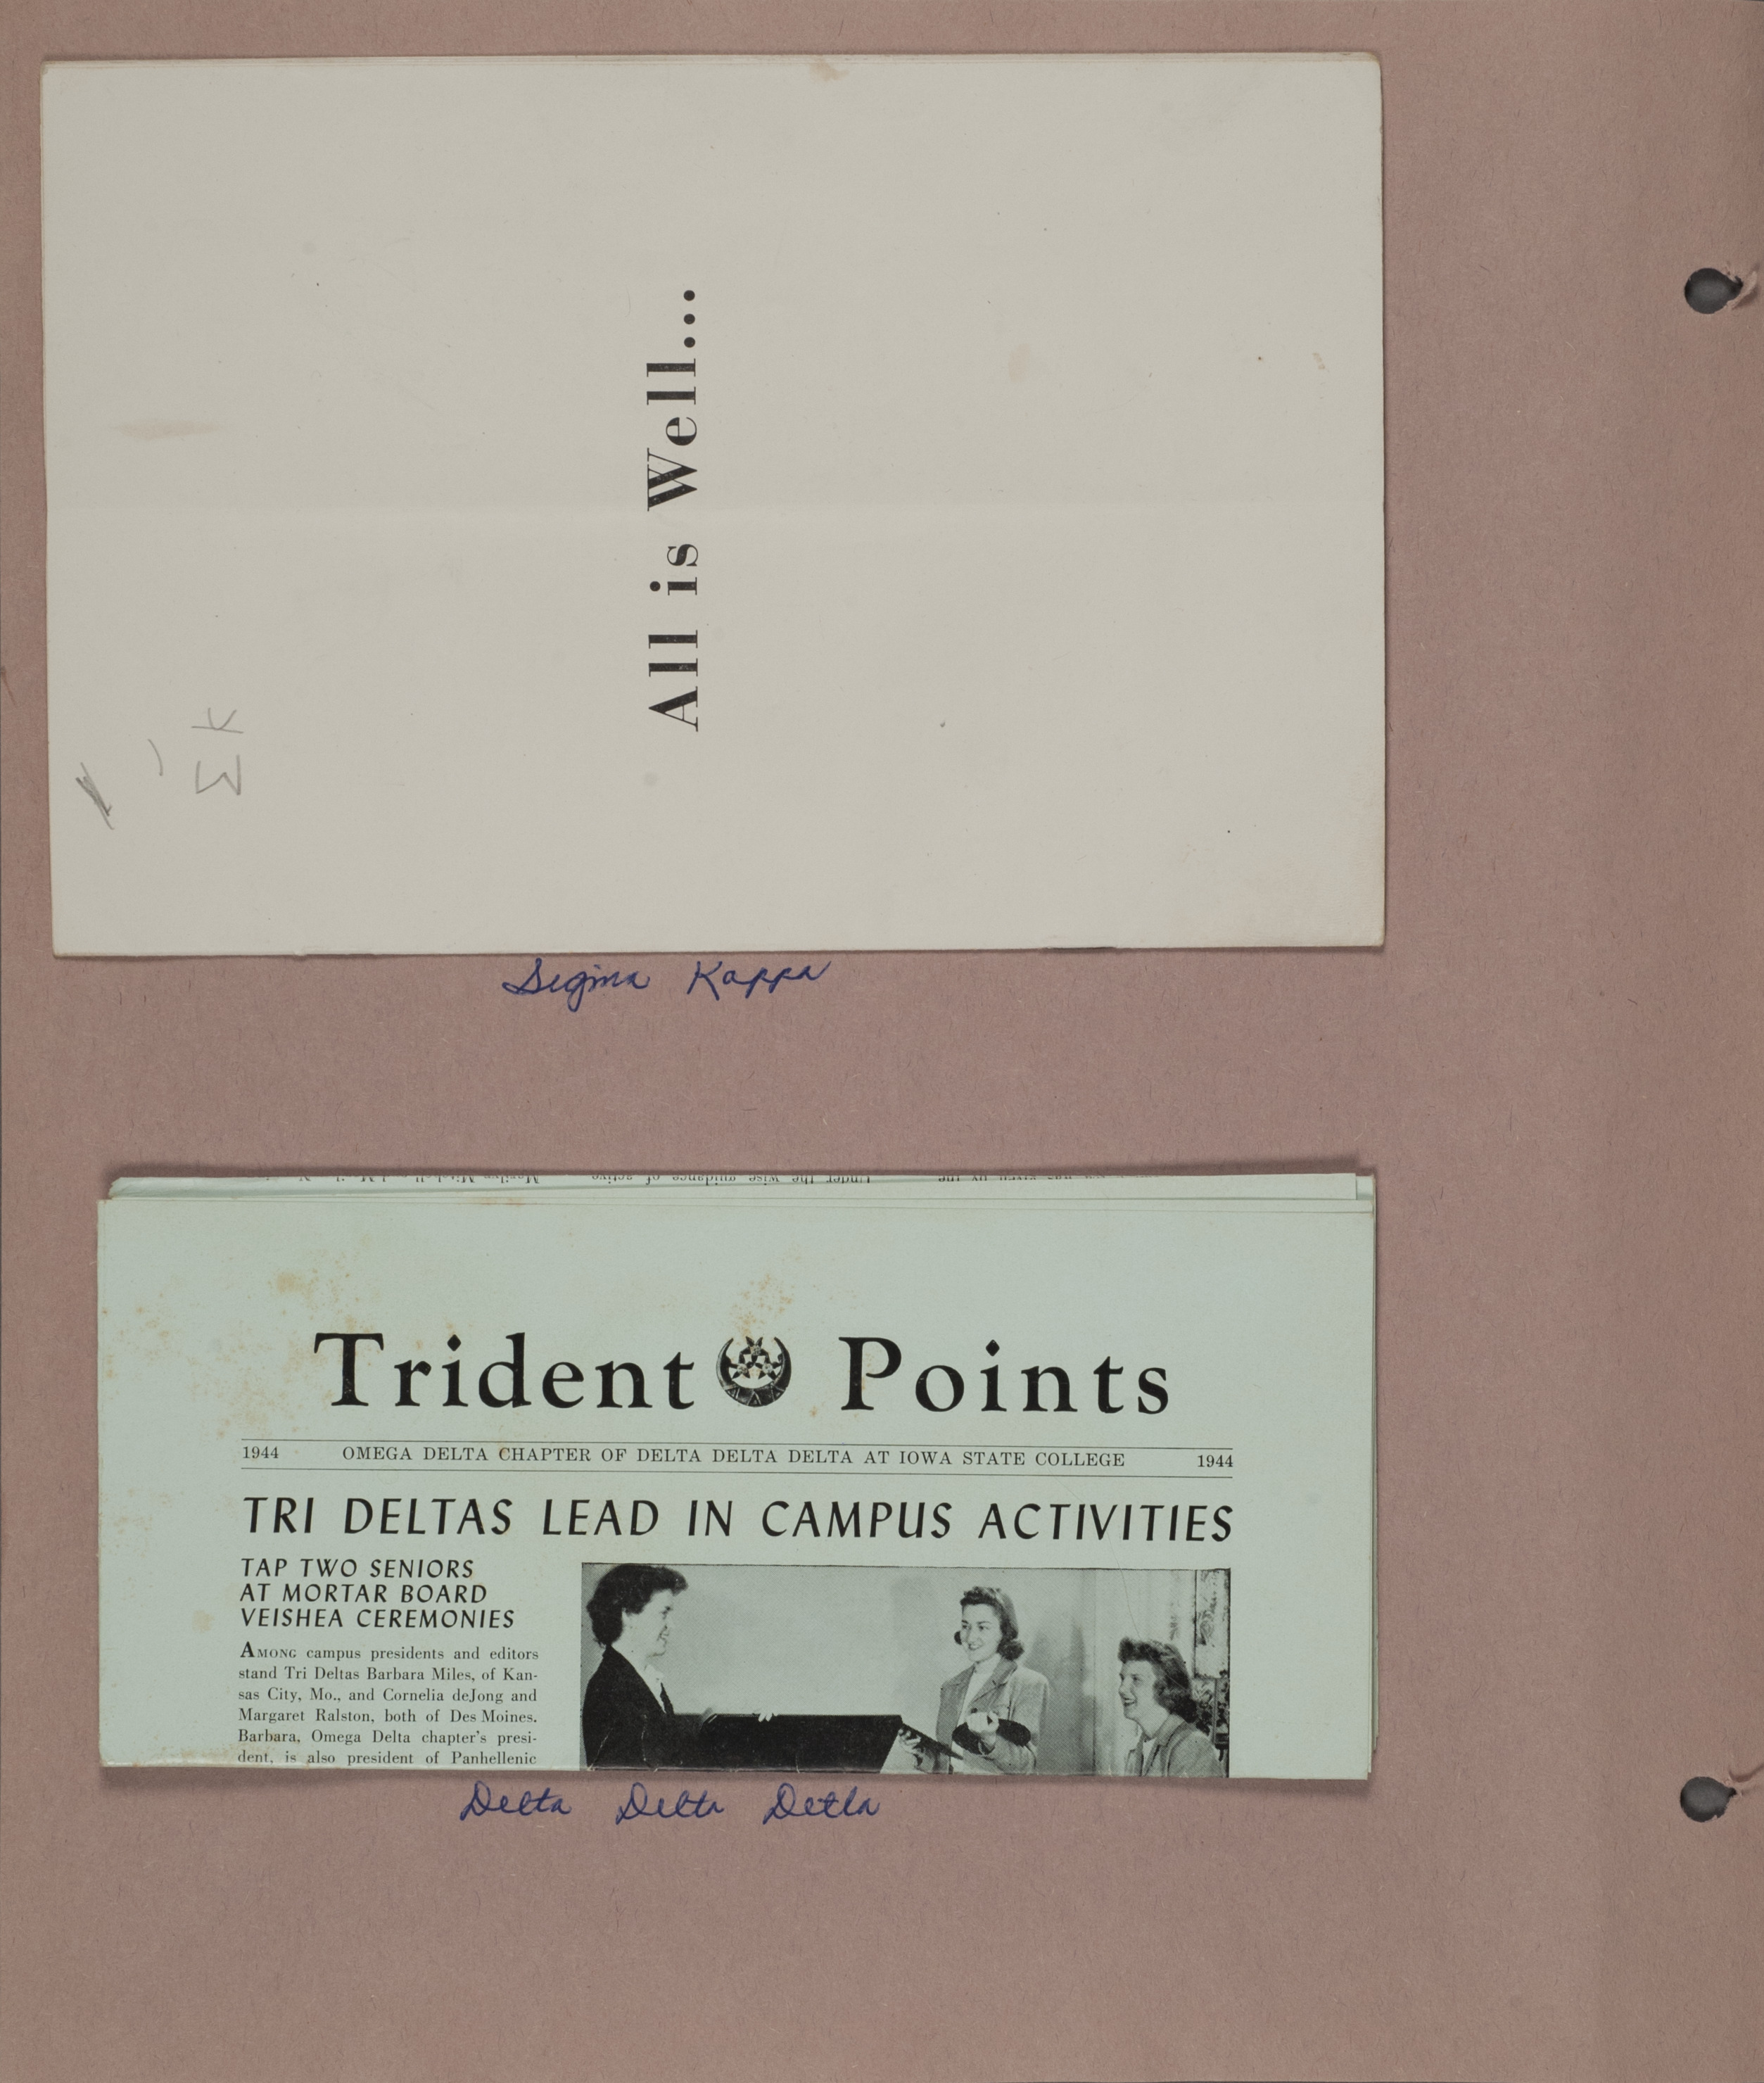 All is Well...
ΣK
Sigma Kappa
Trident Points
1944 OMEGA DELTA CHAPTER OF DELTA DELTA DELTA AT IOWA STATE COLLEGE 1944
TRI DELTAS LEAD IN CAMPUS ACTIVITIES
TAP TWO SENIORS
AT MORTAR BOARD
VEISHEA CEREMONIES
AMONG campus presidents and editors
stand Tri Deltas Barbara Miles, of Kan-
sas City, Mo., and Cornelia deJong and
Margaret Ralston, both of Des Moines.
Barbara, Omega Delta chapter's presi-
dent, is also president of Panhellenic
Delta Delta Detla